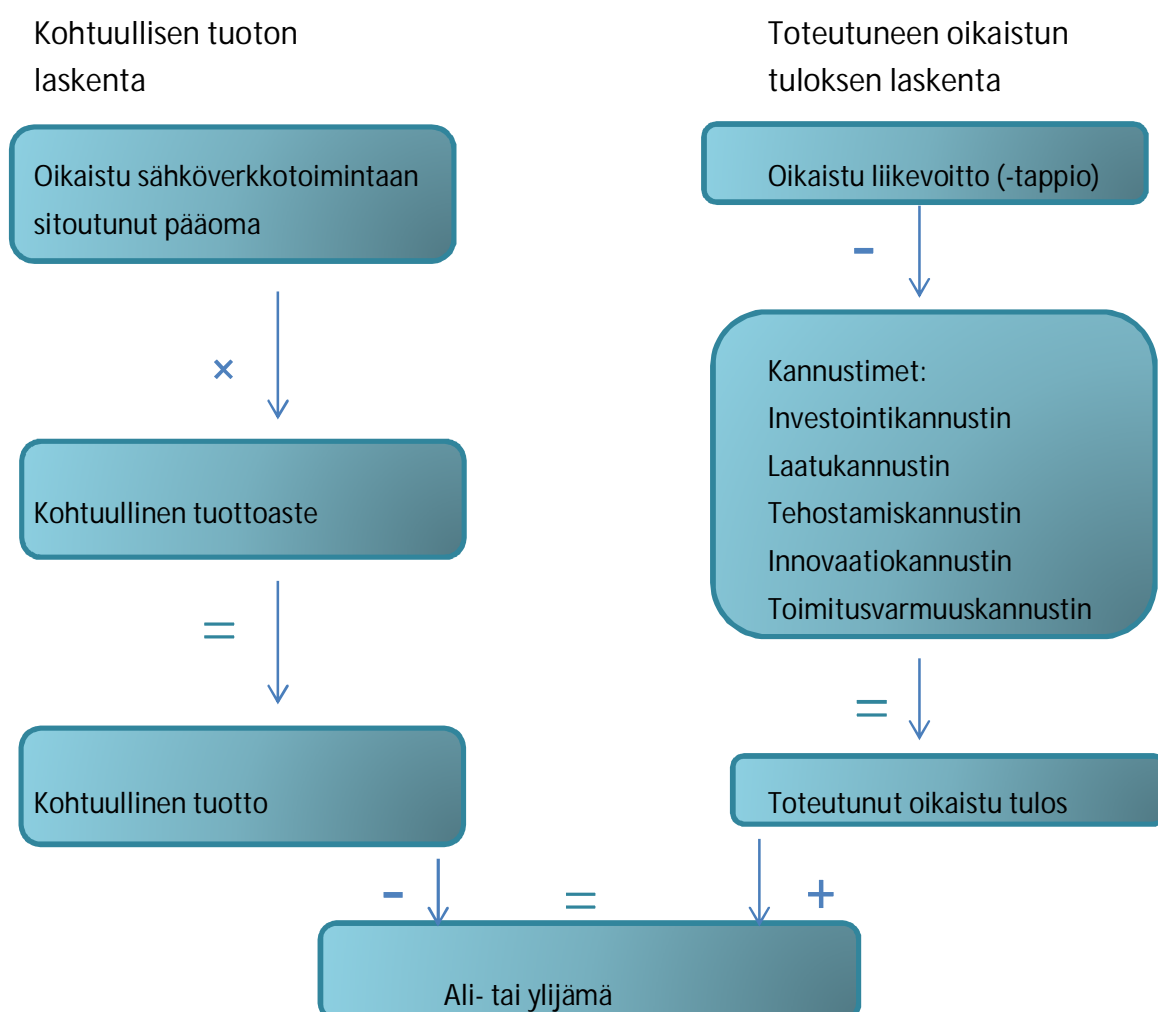 Kohtuullisen tuoton
laskenta
Oikaistu sähköverkkotoimintaan
sitoutunut pääoma
×
Kohtuullinen tuottoaste
=
Kohtuullinen tuotto
-
Toteutuneen oikaistun
tuloksen laskenta
Oikaistu liikevoitto (-tappio)
-
Kannustimet:
Investointikannustin
Laatukannustin
Tehostamiskannustin
Innovaatiokannustin
Toimitusvarmuuskannustin
=
Toteutunut oikaistu tulos
+
=
Ali- tai ylijämä